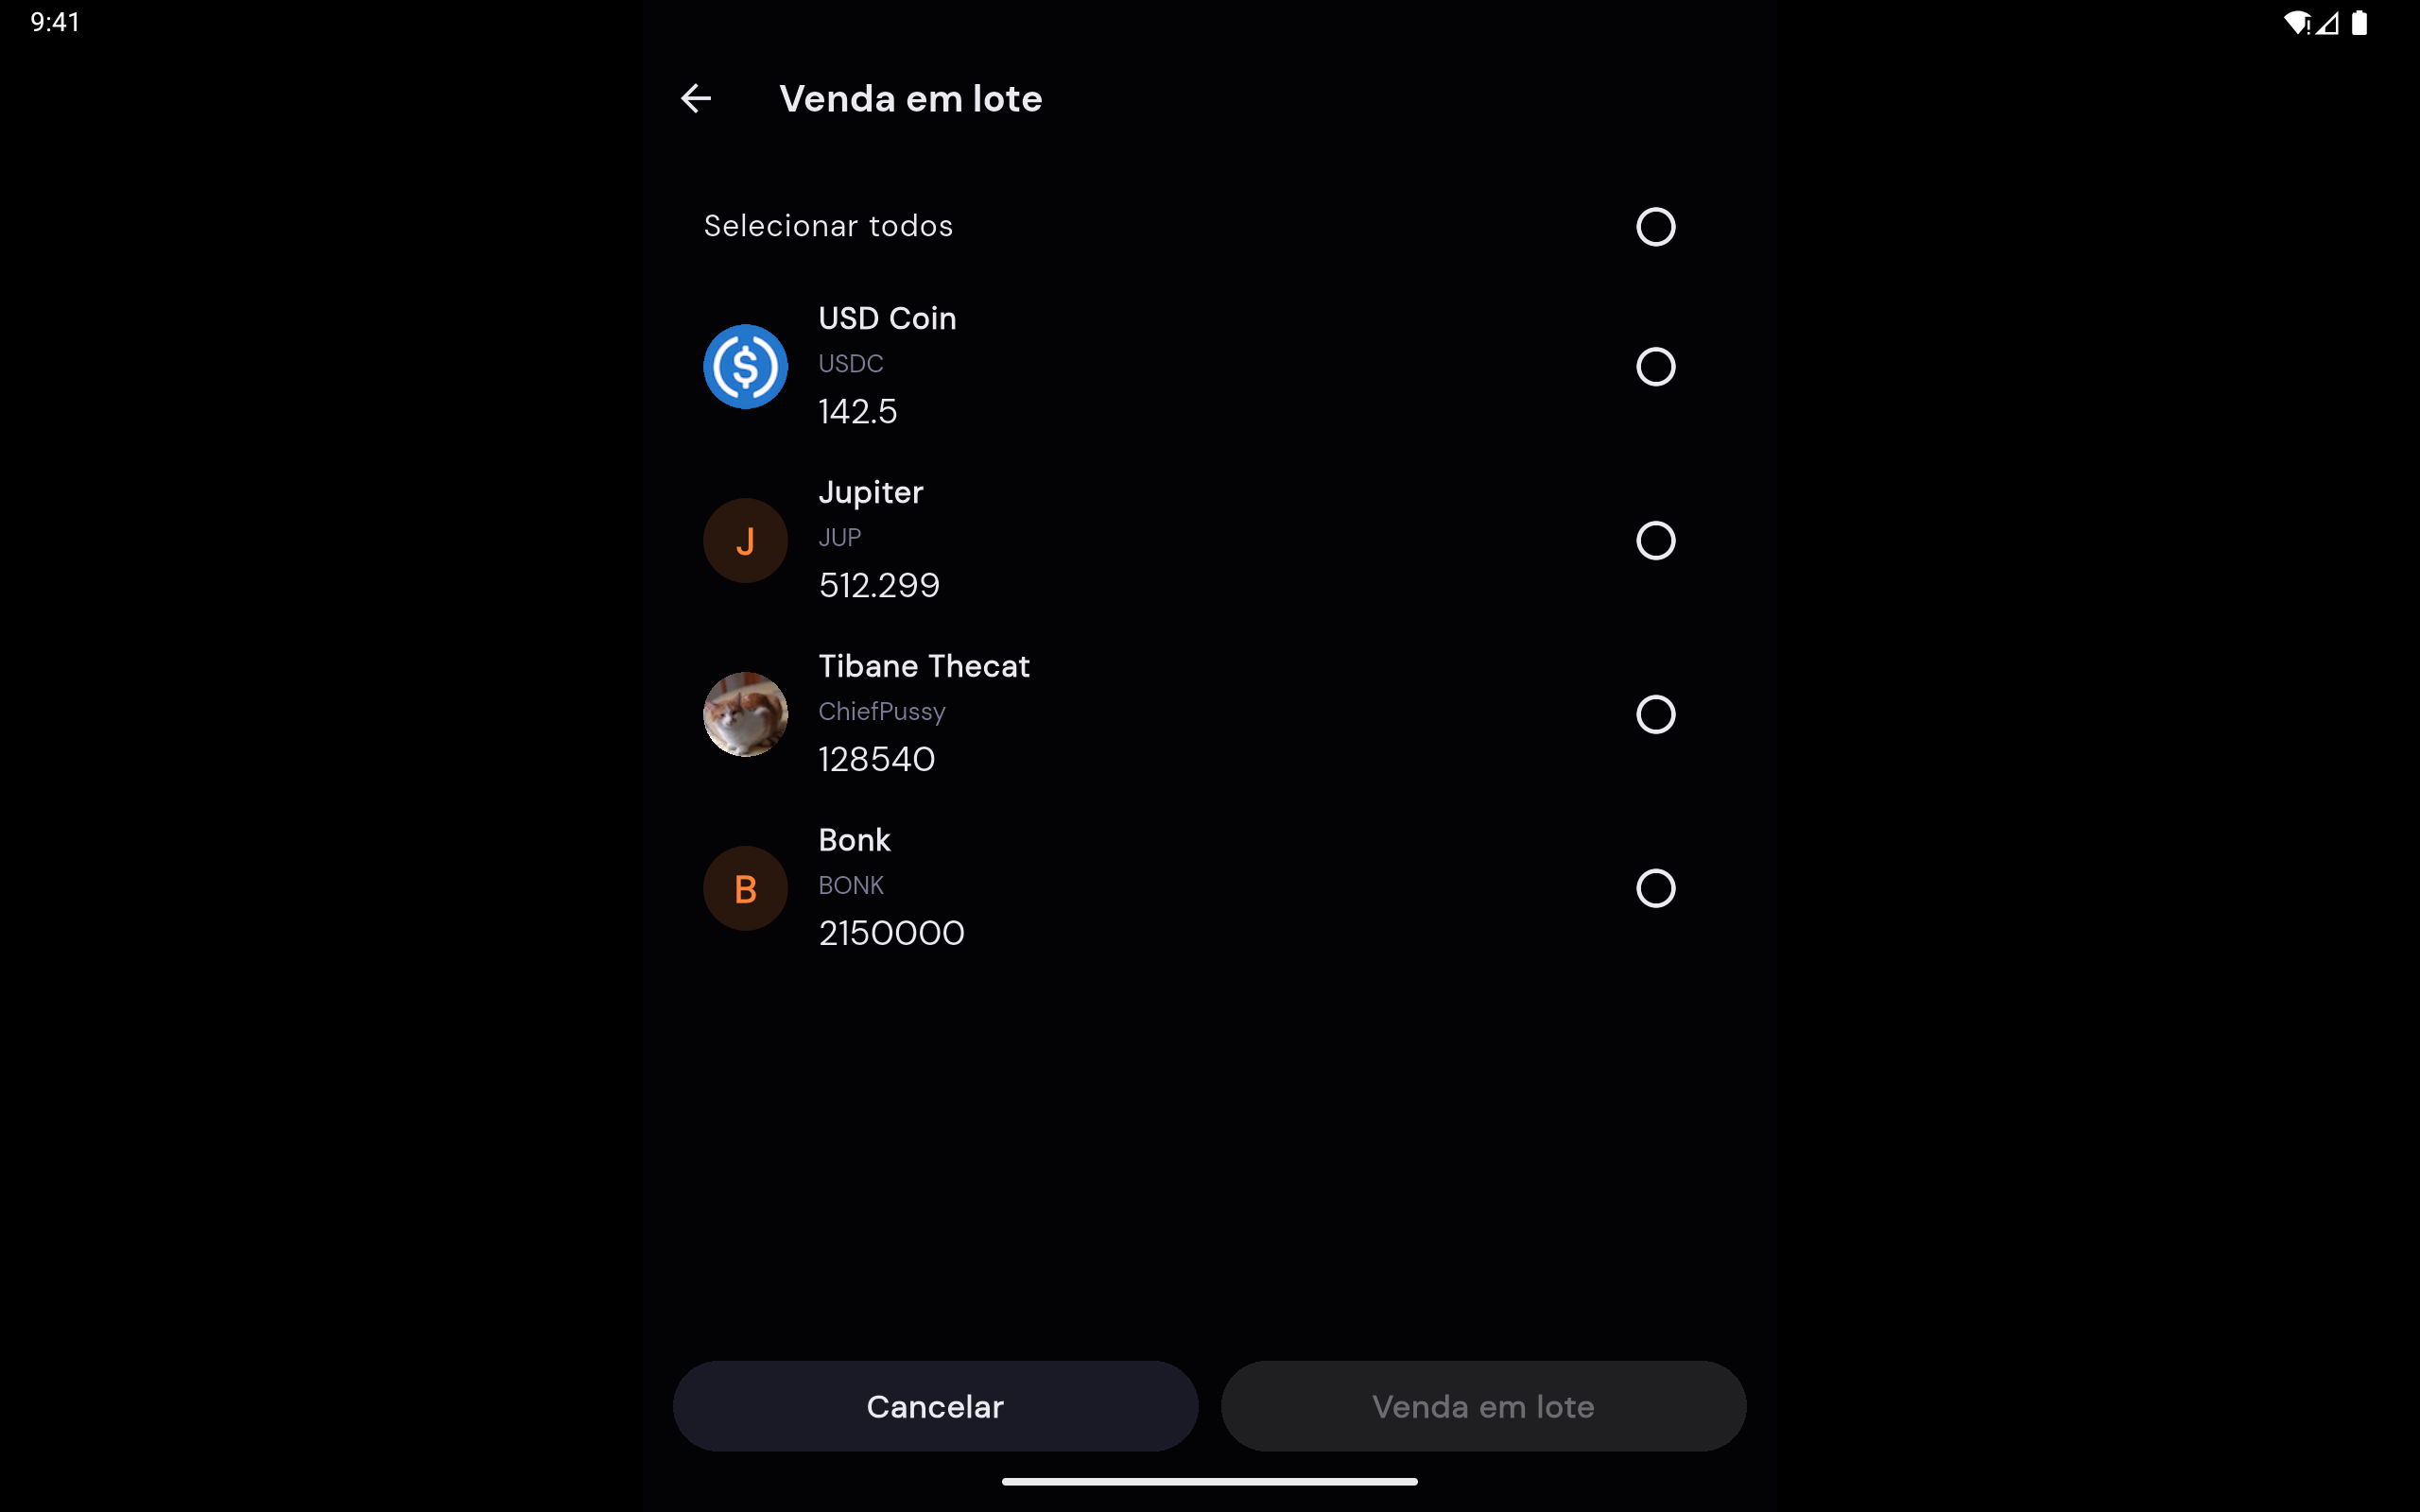 9:41
Venda em lote
Selecionar todos
USD Coin
USDC
142.5
J
Jupiter
JUP
512.299
Tibane Thecat
ChiefPussy
128540
B
Bonk
BONK
2150000
Cancelar
Venda em lote